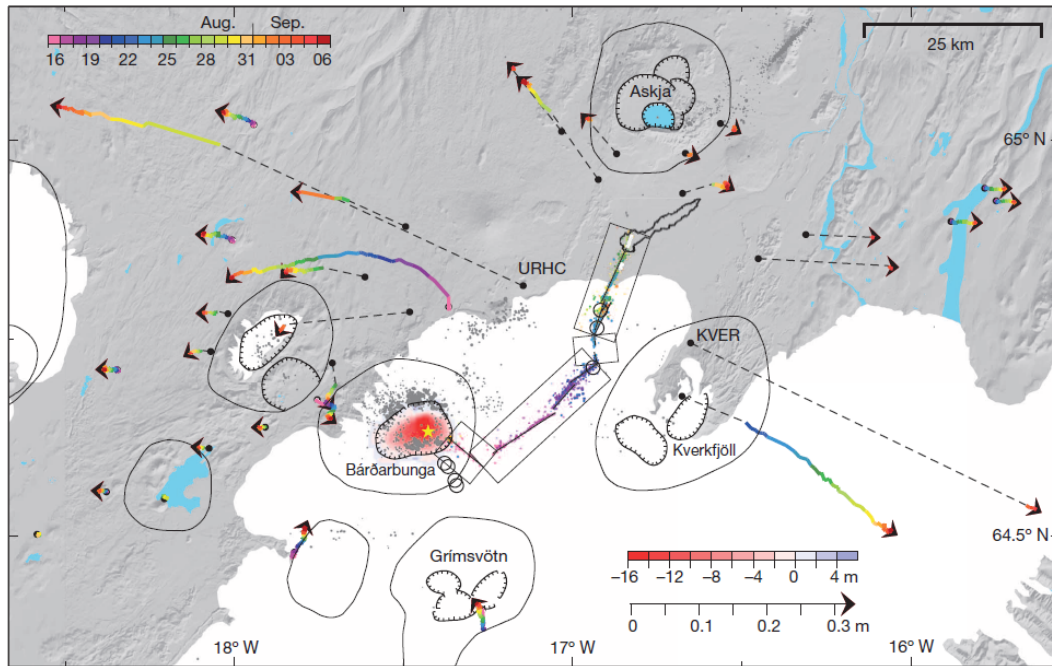 Aug. Sep.
16 19 22 25 28 31 03 06
25 km
Askja
65° N
URHC
KVER
Bárðarbunga
Kverkfjöll
64.5° N
Grímsvötn
−16 −12 −8 −4 0 4 m
0 0.1 0.2 0.3 m
18° W 17° W 16° W